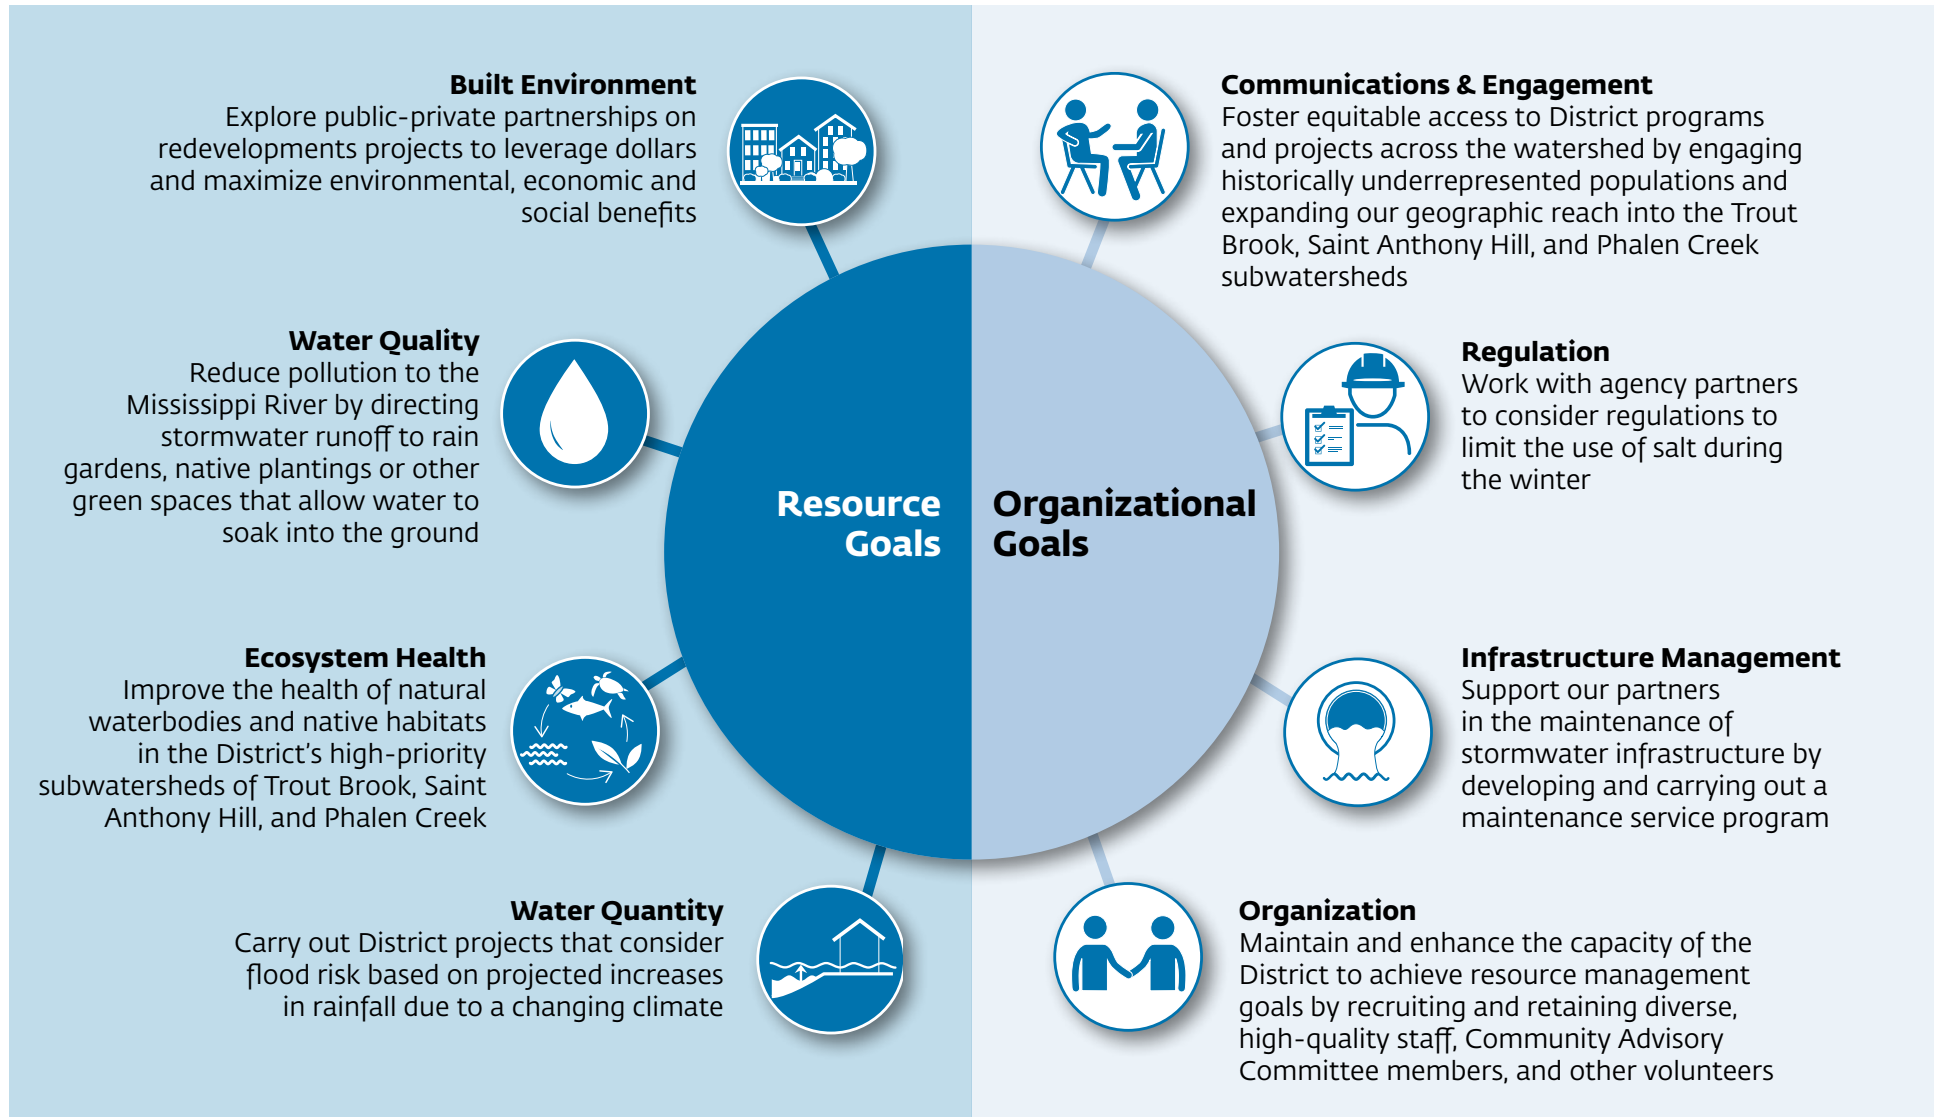 Built Environment
Explore public-private partnerships on
redevelopments projects to leverage dollars
and maximize environmental, economic and
social benefits
Water Quality
Reduce pollution to the
Mississippi River by directing
stormwater runoff to rain
gardens, native plantings or other
green spaces that allow water to
soak into the ground
Ecosystem Health
Improve the health of natural
waterbodies and native habitats
in the District's high-priority
subwatersheds of Trout Brook, Saint
Anthony Hill, and Phalen Creek
Water Quantity
Carry out District projects that consider
flood risk based on projected increases
in rainfall due to a changing climate
Resource
Goals
Organizational
Goals
Communications & Engagement
Foster equitable access to District programs
and projects across the watershed by engaging
historically underrepresented populations and
expanding our geographic reach into the Trout
Brook, Saint Anthony Hill, and Phalen Creek
subwatersheds
Regulation
Work with agency partners
to consider regulations to
limit the use of salt during
the winter
Infrastructure Management
Support our partners
in the maintenance of
stormwater infrastructure by
developing and carrying out a
maintenance service program
Organization
Maintain and enhance the capacity of the
District to achieve resource management
goals by recruiting and retaining diverse,
high-quality staff, Community Advisory
Committee members, and other volunteers